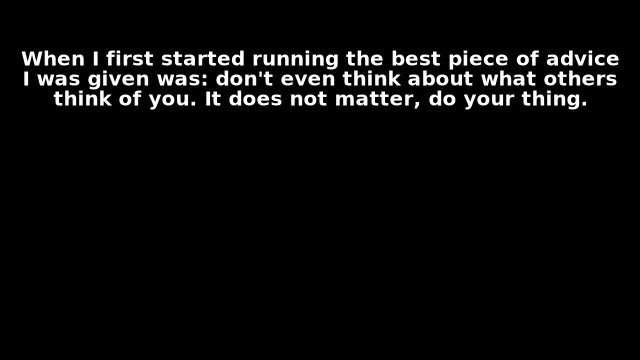 When I first started running the best piece of advice
I was given was: don't even think about what others
think of you. It does not matter, do your thing.